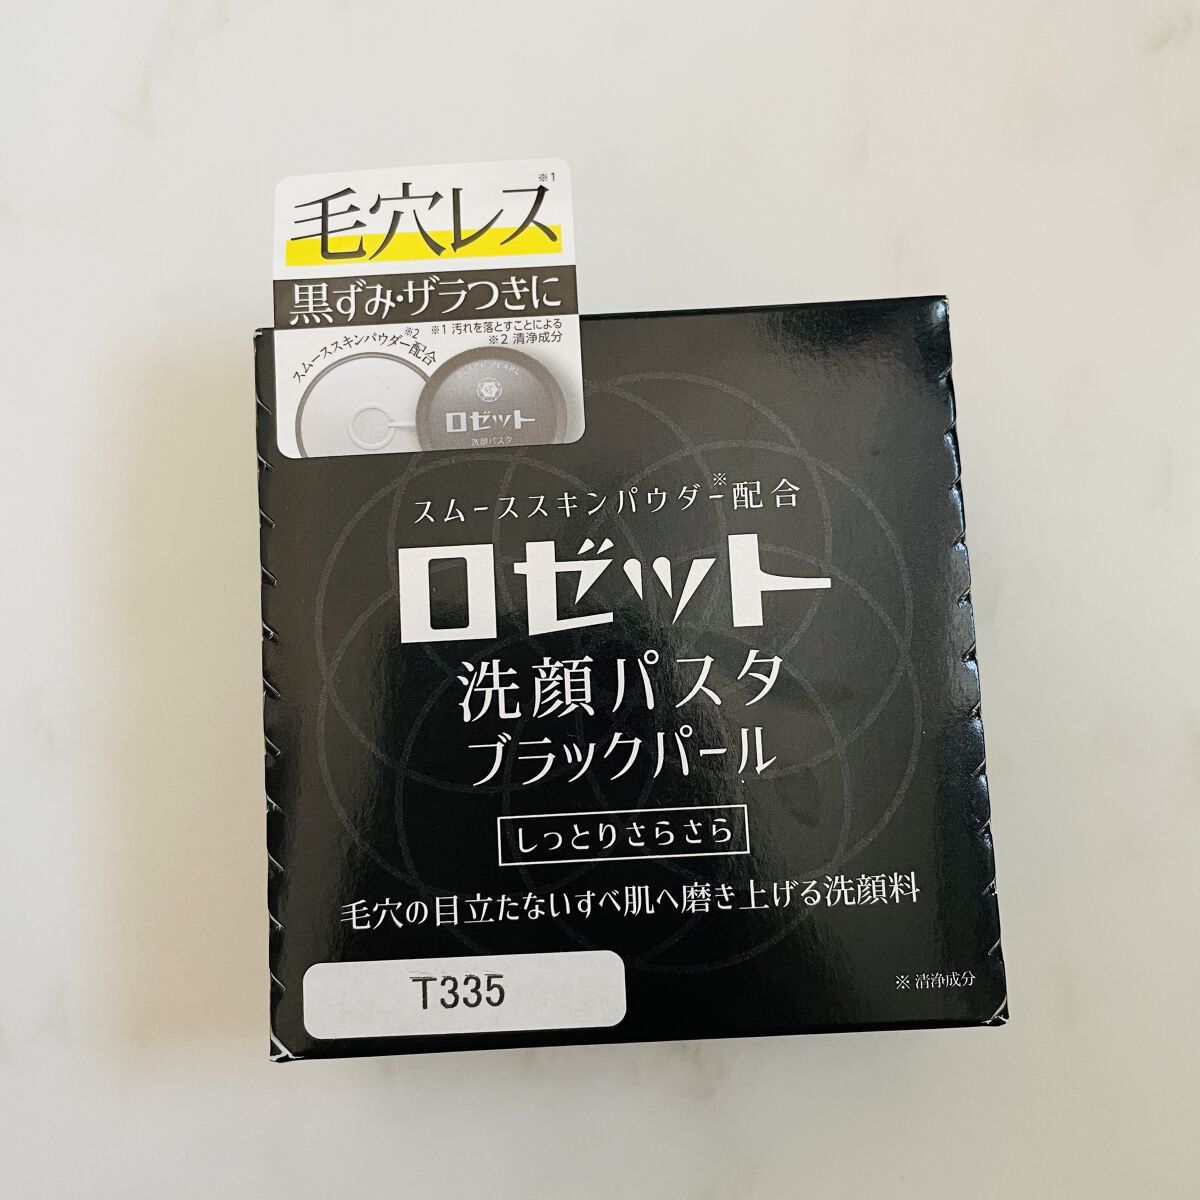 毛穴レス※1
黒ずみ・ザラつきに
スムーススキンパウダー※2配合
※1 汚れを落とすことによる
※2 清浄成分
BLACK PEARL
ロゼット
洗顔パスタ
スムーススキンパウダー※配合
ロゼット
洗顔パスタ
ブラックパール
しっとりさらさら
毛穴の目立たないすべ肌へ磨き上げる洗顔料
T335
※ 清浄成分